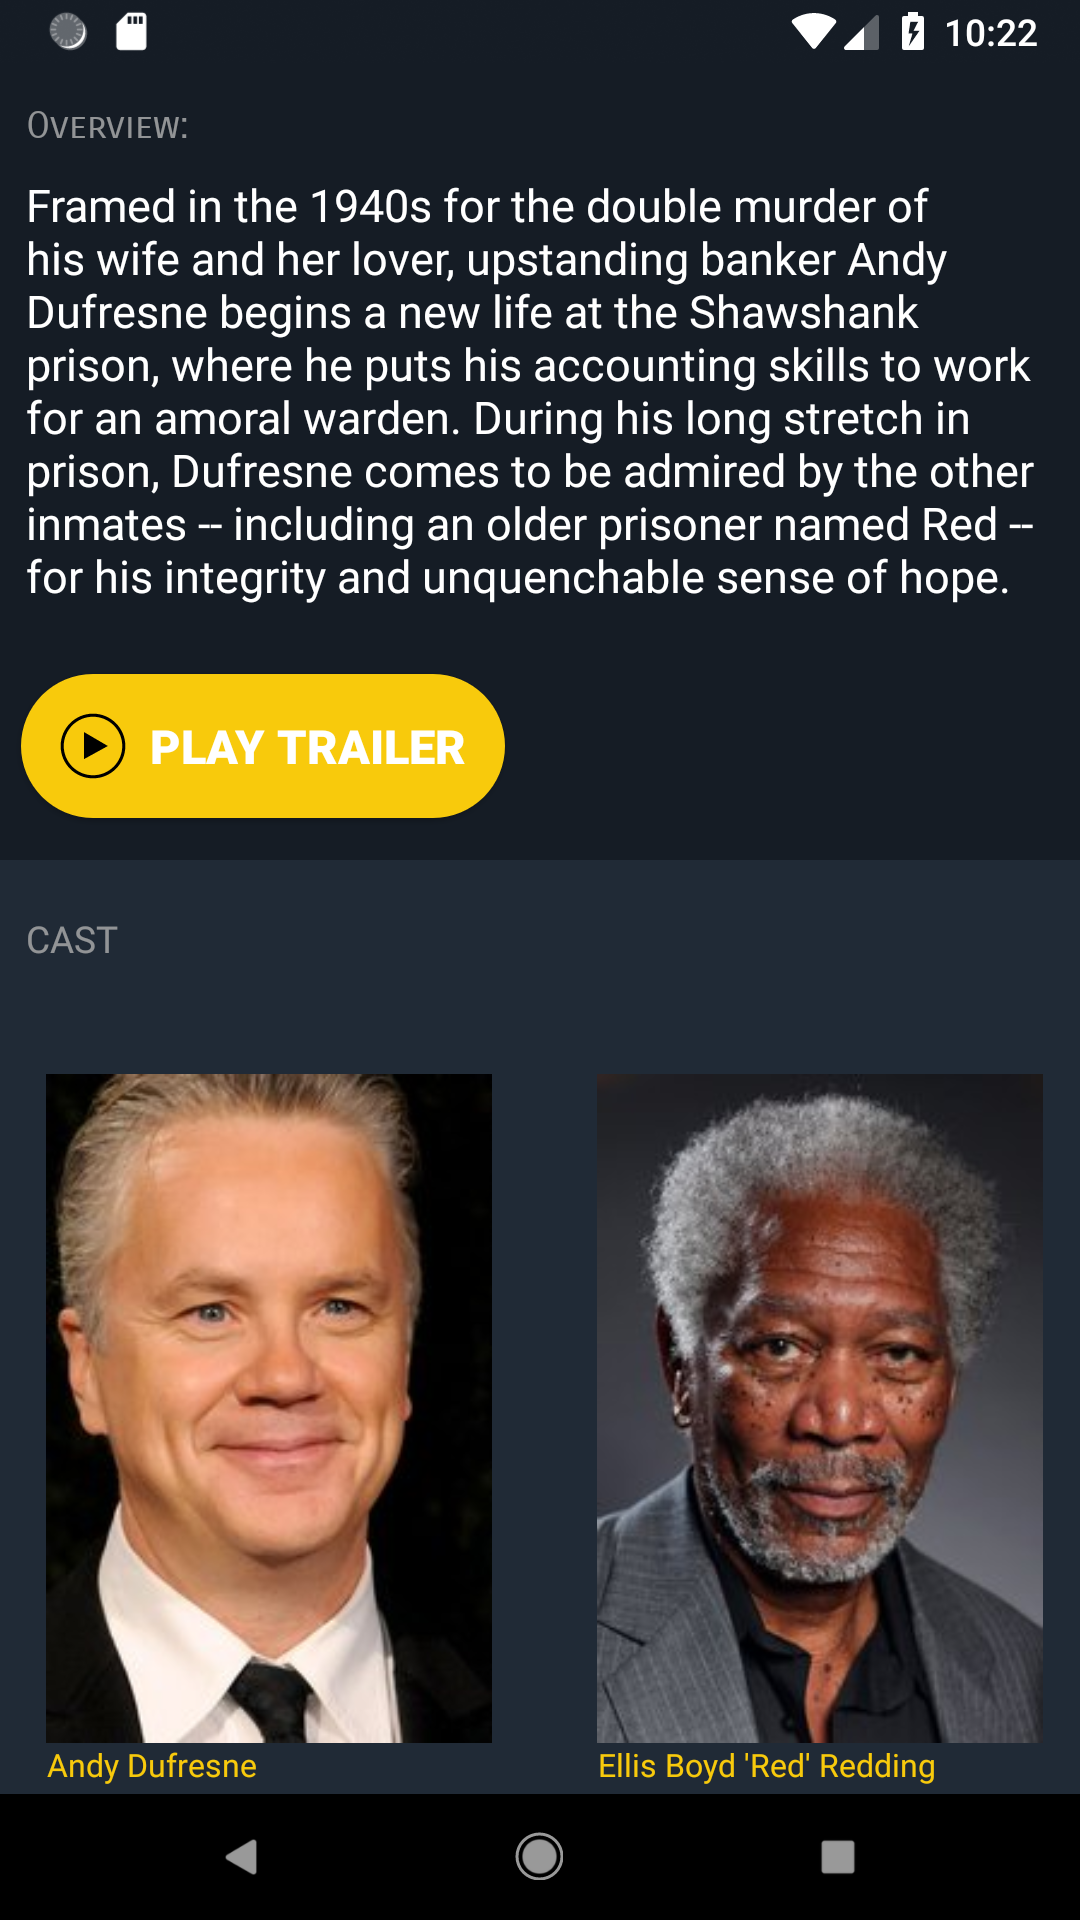 10:22
Overview:
Framed in the 1940s for the double murder of
his wife and her lover, upstanding banker Andy
Dufresne begins a new life at the Shawshank
prison, where he puts his accounting skills to work
for an amoral warden. During his long stretch in
prison, Dufresne comes to be admired by the other
inmates -- including an older prisoner named Red --
for his integrity and unquenchable sense of hope.
PLAY TRAILER
CAST
Andy Dufresne
Ellis Boyd 'Red' Redding